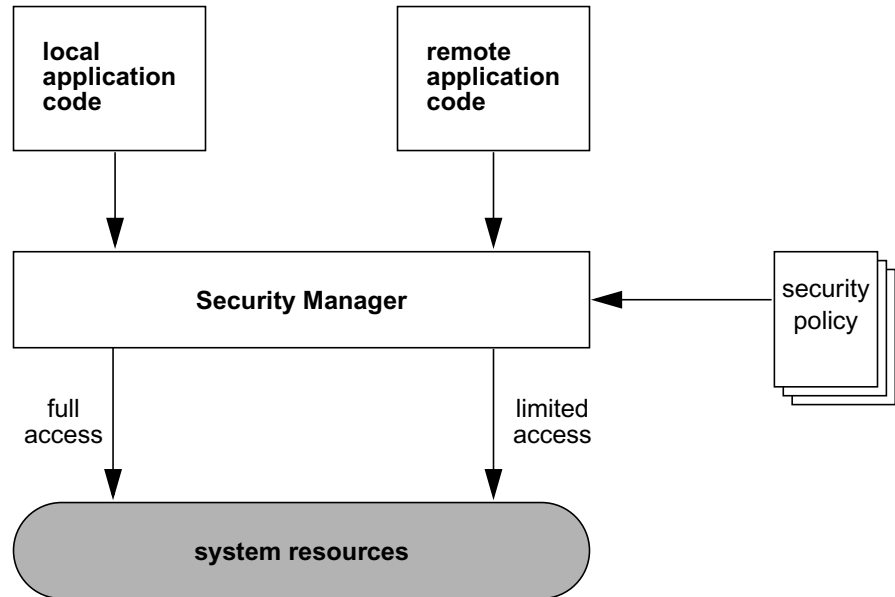 local
application
code
remote
application
code
Security Manager
security
policy
full
access
limited
access
system resources